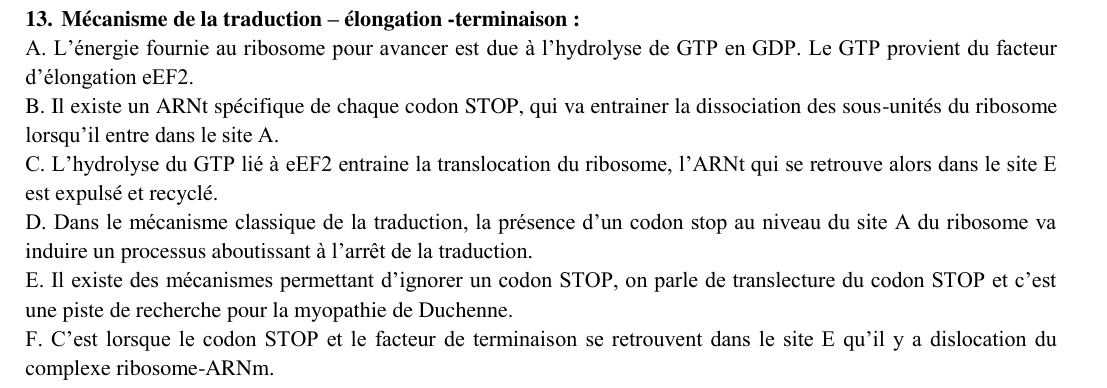 13. Mécanisme de la traduction – élongation -terminaison :
A. L’énergie fournie au ribosome pour avancer est due à l’hydrolyse de GTP en GDP. Le GTP provient du facteur
d’élongation eEF2.
B. Il existe un ARNt spécifique de chaque codon STOP, qui va entrainer la dissociation des sous-unités du ribosome
lorsqu’il entre dans le site A.
C. L’hydrolyse du GTP lié à eEF2 entraine la translocation du ribosome, l’ARNt qui se retrouve alors dans le site E
est expulsé et recyclé.
D. Dans le mécanisme classique de la traduction, la présence d’un codon stop au niveau du site A du ribosome va
induire un processus aboutissant à l’arrêt de la traduction.
E. Il existe des mécanismes permettant d’ignorer un codon STOP, on parle de translecture du codon STOP et c’est
une piste de recherche pour la myopathie de Duchenne.
F. C’est lorsque le codon STOP et le facteur de terminaison se retrouvent dans le site E qu’il y a dislocation du
complexe ribosome-ARNm.